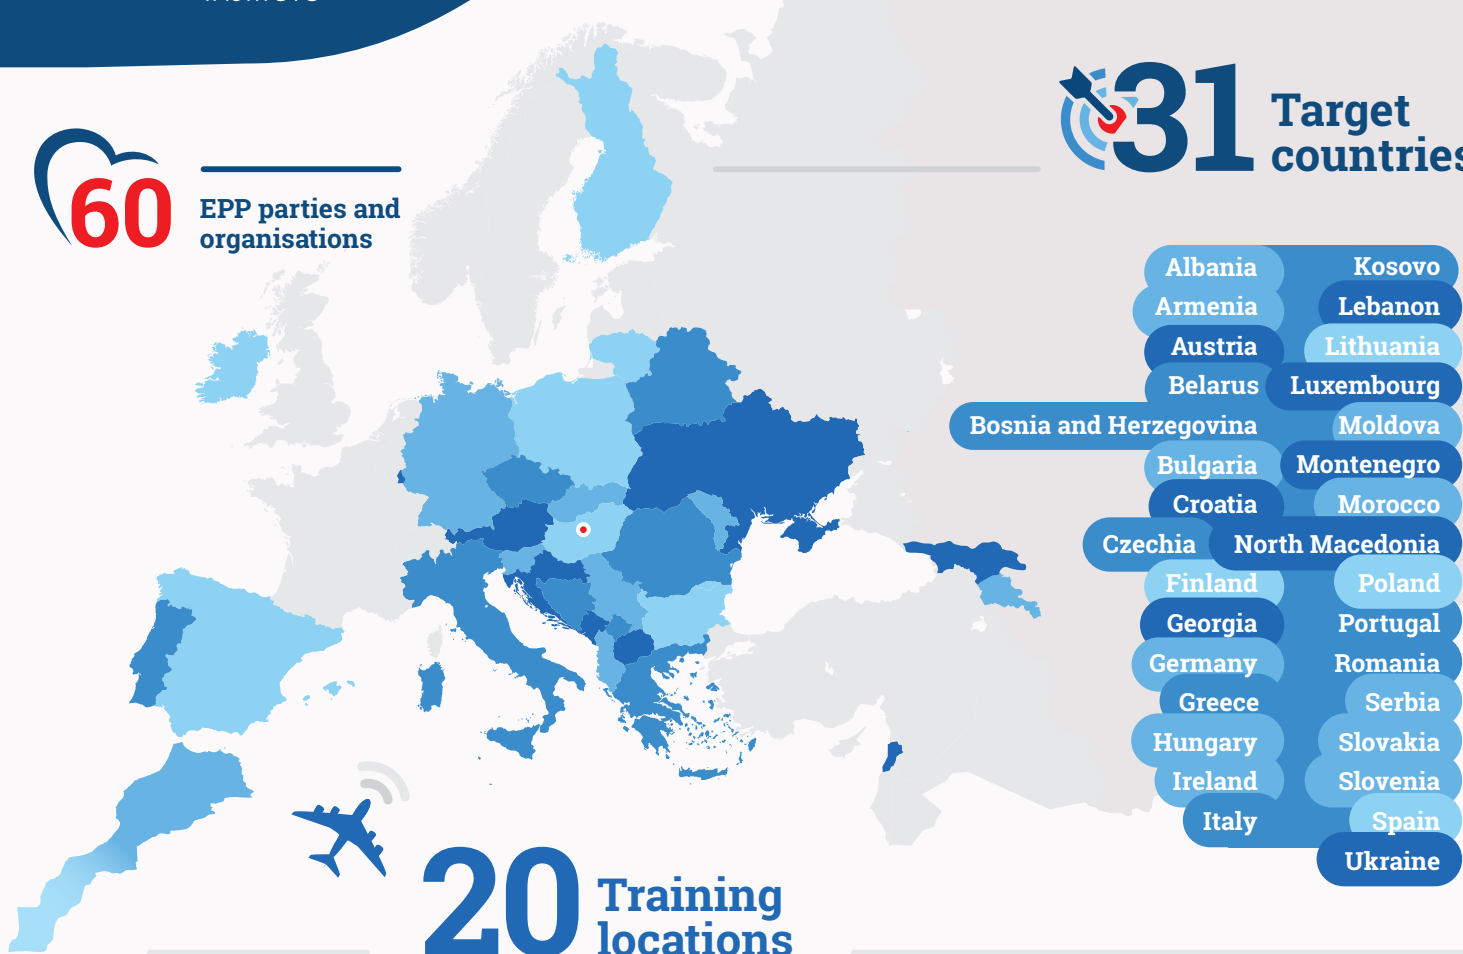 60
EPP parties and
organisations
31
Target
countries
Albania
Armenia
Austria
Belarus
Bosnia and Herzegovina
Bulgaria
Croatia
Czechia
Finland
Georgia
Germany
Greece
Hungary
Ireland
Italy
Kosovo
Lebanon
Lithuania
Luxembourg
Moldova
Montenegro
Morocco
North Macedonia
Poland
Portugal
Romania
Serbia
Slovakia
Slovenia
Spain
Ukraine
20
Training
locations